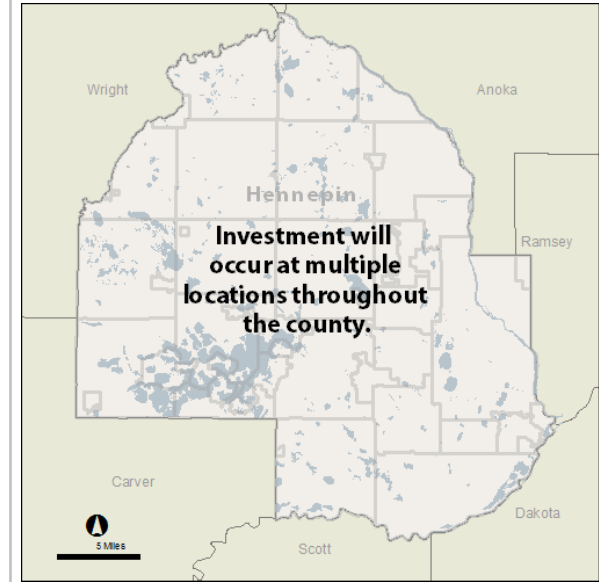 Wright
Anoka
Hennepin
Investment will
occur at multiple
locations throughout
the county.
Ramsey
Carver
Dakota
5 Miles
Scott